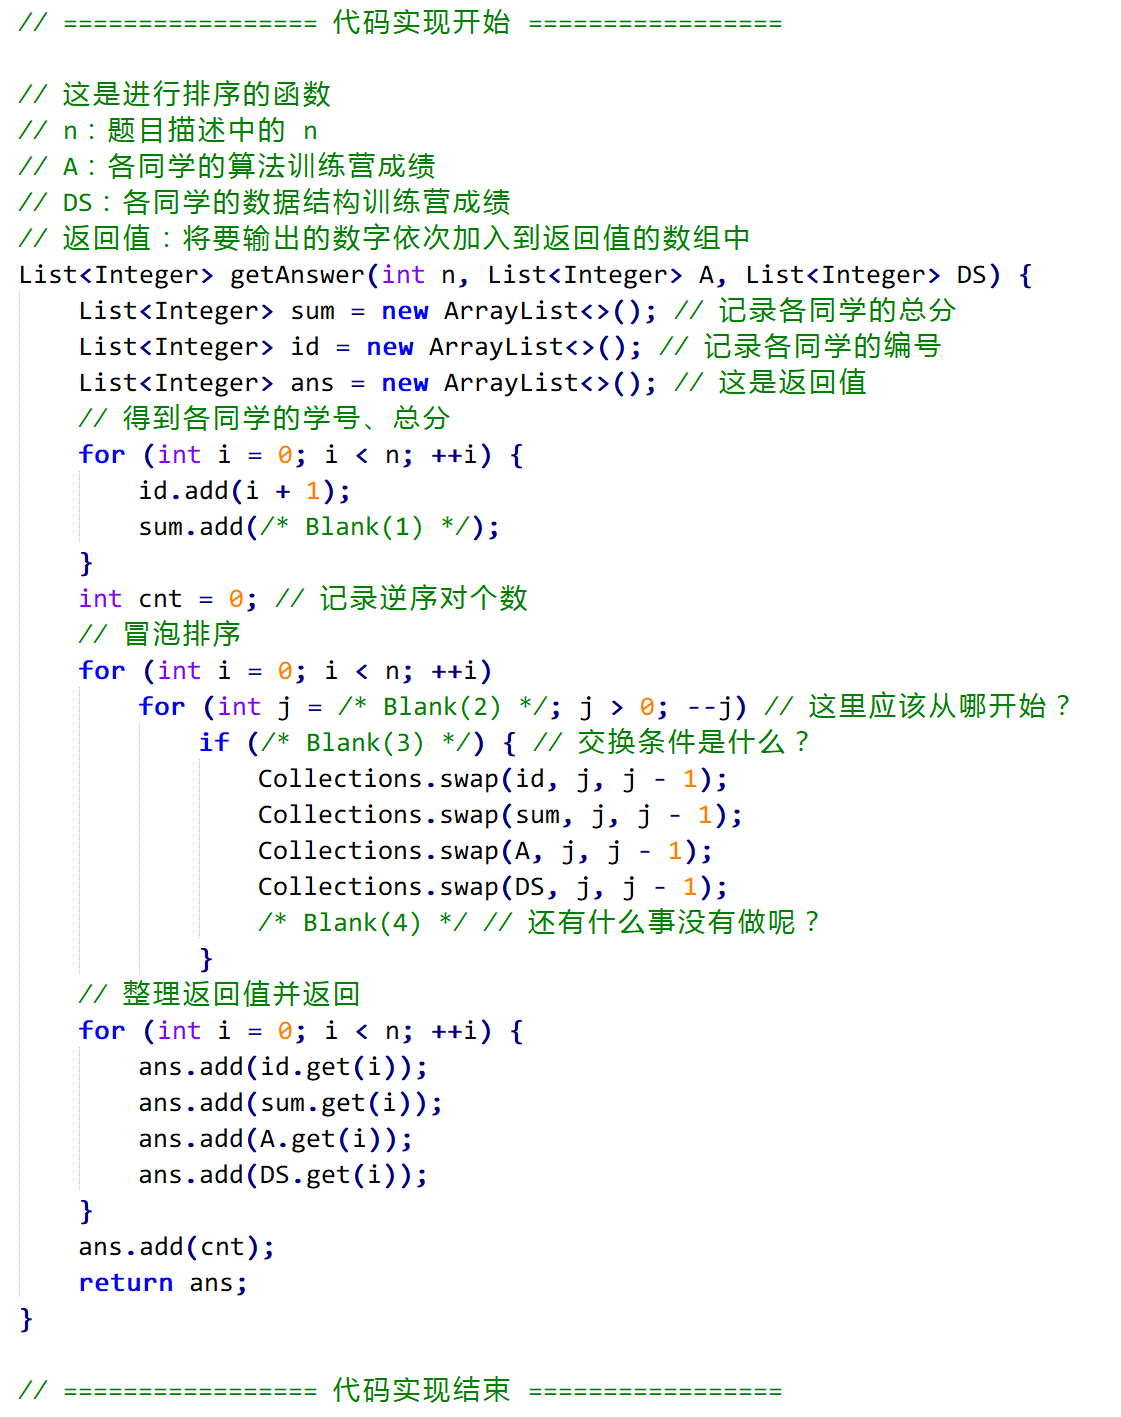 // ================= 代码实现开始 =================
// 这是进行排序的函数
// n：题目描述中的 n
// A：各同学的算法训练营成绩
// DS：各同学的数据结构训练营成绩
// 返回值：将要输出的数字依次加入到返回值的数组中
List<Integer> getAnswer(int n, List<Integer> A, List<Integer> DS) {
    List<Integer> sum = new ArrayList<>(); // 记录各同学的总分
    List<Integer> id = new ArrayList<>(); // 记录各同学的编号
    List<Integer> ans = new ArrayList<>(); // 这是返回值
    // 得到各同学的学号、总分
    for (int i = 0; i < n; ++i) {
        id.add(i + 1);
        sum.add(/* Blank(1) */);
    }
    int cnt = 0; // 记录逆序对个数
    // 冒泡排序
    for (int i = 0; i < n; ++i)
        for (int j = /* Blank(2) */; j > 0; --j) // 这里应该从哪开始？
            if (/* Blank(3) */) { // 交换条件是什么？
                Collections.swap(id, j, j - 1);
                Collections.swap(sum, j, j - 1);
                Collections.swap(A, j, j - 1);
                Collections.swap(DS, j, j - 1);
                /* Blank(4) */ // 还有什么事没有做呢？
            }
    // 整理返回值并返回
    for (int i = 0; i < n; ++i) {
        ans.add(id.get(i));
        ans.add(sum.get(i));
        ans.add(A.get(i));
        ans.add(DS.get(i));
    }
    ans.add(cnt);
    return ans;
}
// ================= 代码实现结束 =================